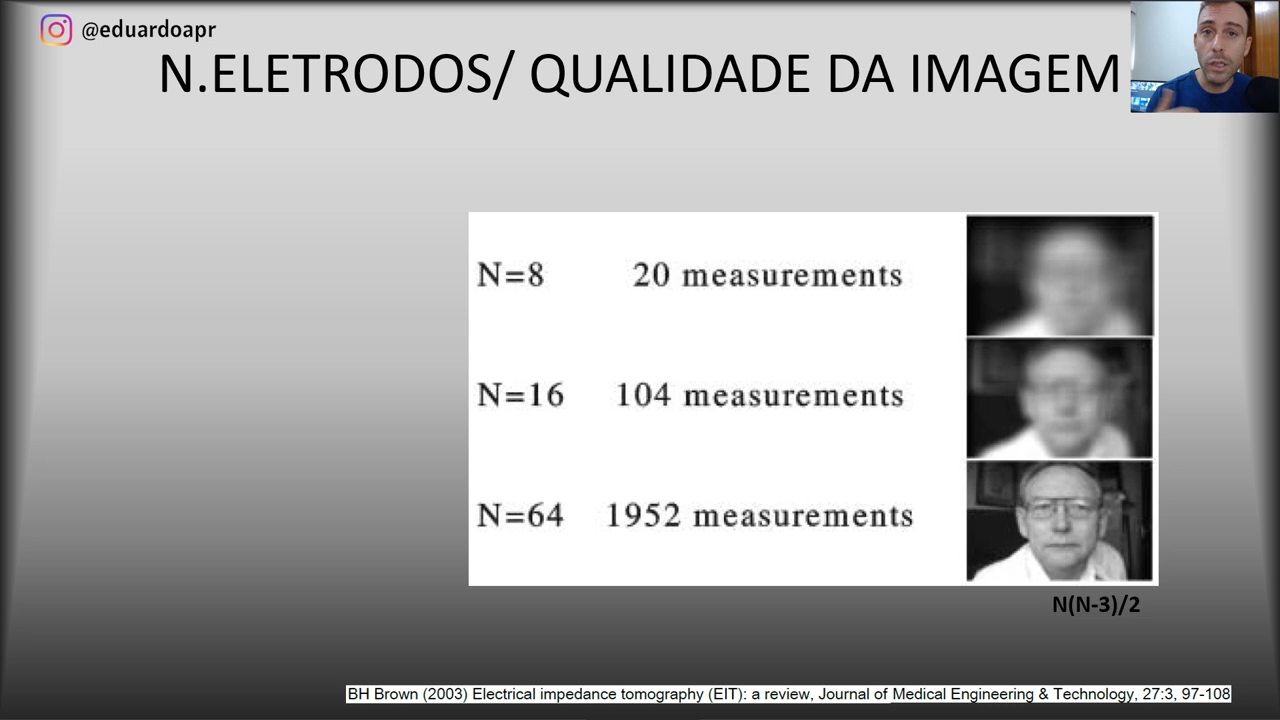 @eduardoapr
N.ELETRODOS/ QUALIDADE DA IMAGEM
N=8 20 measurements
N=16 104 measurements
N=64 1952 measurements
N(N-3)/2
BH Brown (2003) Electrical impedance tomography (EIT): a review, Journal of Medical Engineering & Technology, 27:3, 97-108